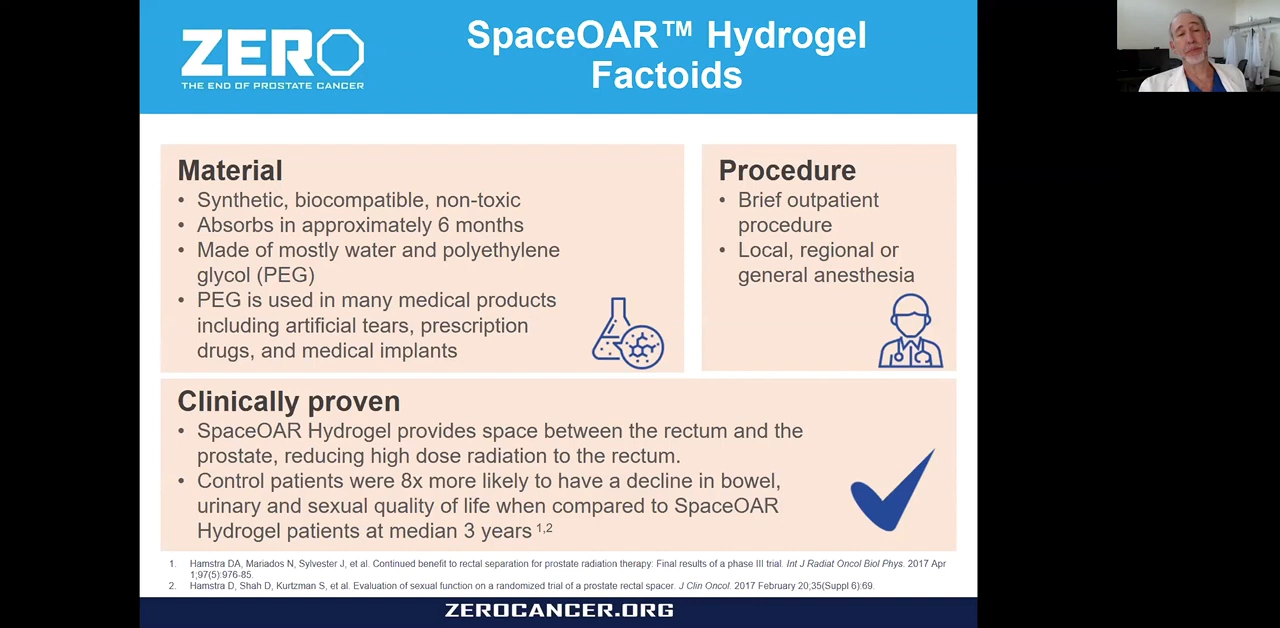 ZERO
THE END OF PROSTATE CANCER
SpaceOAR™ Hydrogel
Factoids
Material
• Synthetic, biocompatible, non-toxic
• Absorbs in approximately 6 months
• Made of mostly water and polyethylene
glycol (PEG)
• PEG is used in many medical products
including artificial tears, prescription
drugs, and medical implants
Procedure
• Brief outpatient
procedure
• Local, regional or
general anesthesia
Clinically proven
• SpaceOAR Hydrogel provides space between the rectum and the
prostate, reducing high dose radiation to the rectum.
• Control patients were 8x more likely to have a decline in bowel,
urinary and sexual quality of life when compared to SpaceOAR
Hydrogel patients at median 3 years 1,2
1. Hamstra DA, Mariados N, Sylvester J, et al. Continued benefit to rectal separation for prostate radiation therapy: Final results of a phase III trial. Int J Radiat Oncol Biol Phys. 2017 Apr
1;97(5):976-85.
2. Hamstra D, Shah D, Kurtzman S, et al. Evaluation of sexual function on a randomized trial of a prostate rectal spacer. J Clin Oncol. 2017 February 20;35(Suppl 6):69.
ZEROCANCER.ORG